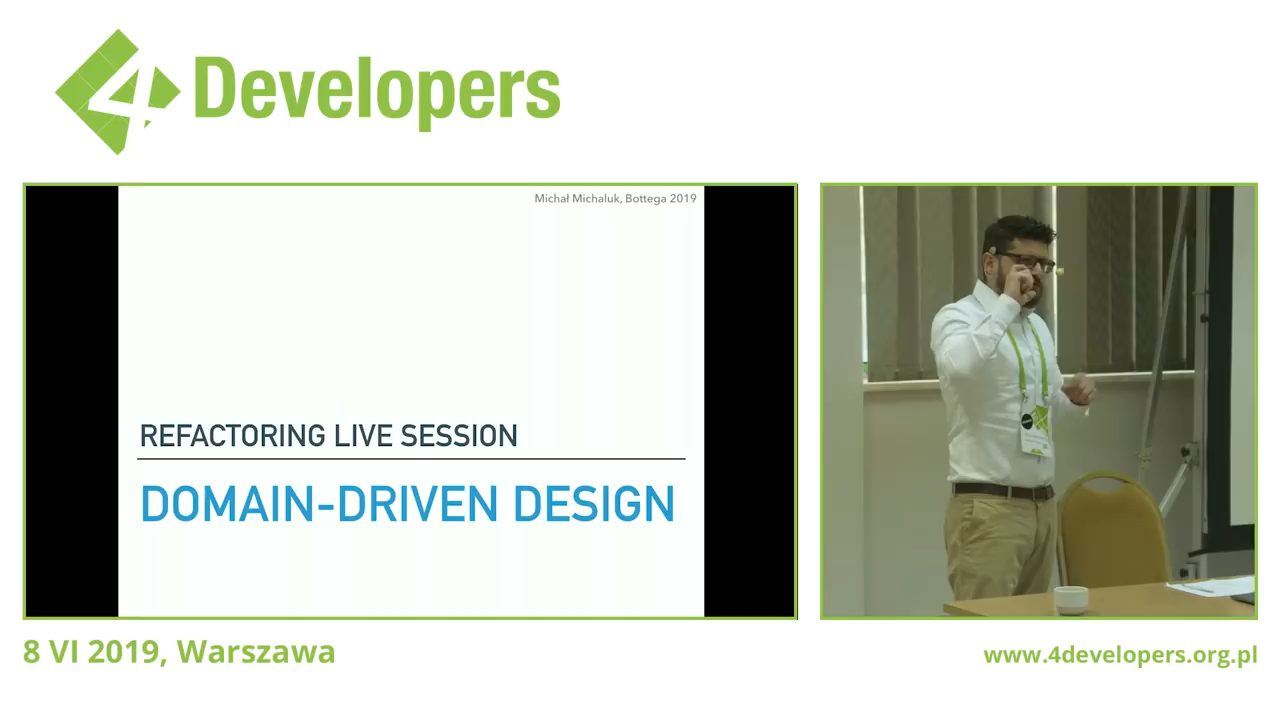 4Developers
Michał Michaluk, Bottega 2019
REFACTORING LIVE SESSION
DOMAIN-DRIVEN DESIGN
8 VI 2019, Warszawa
www.4developers.org.pl